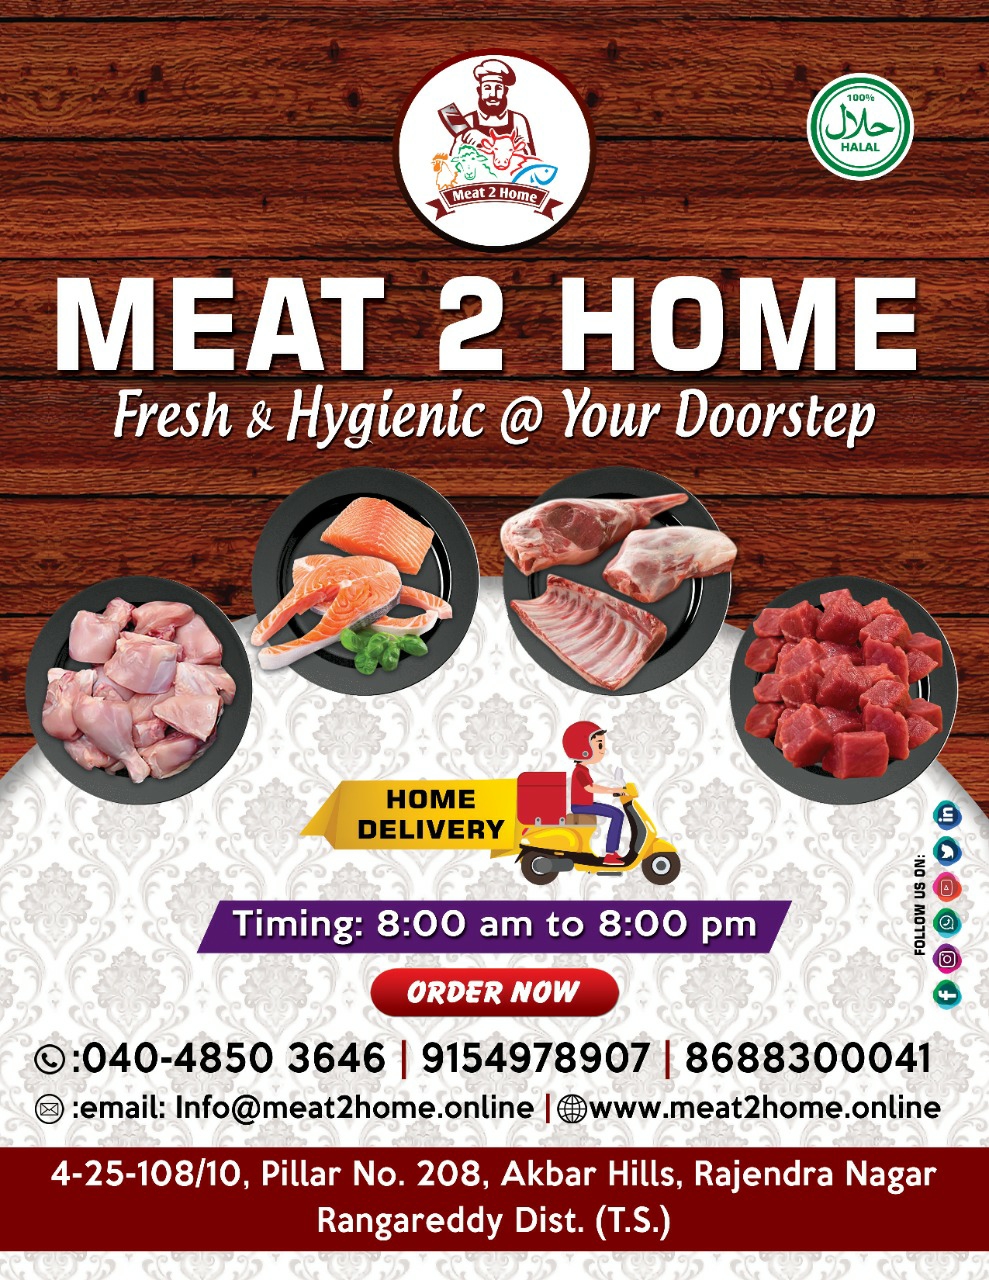 Meat 2 Home
100%
حلال
HALAL
MEAT 2 HOME
Fresh & Hygienic @ Your Doorstep
HOME
DELIVERY
FOLLOW US ON:
Timing: 8:00 am to 8:00 pm
ORDER NOW
:040-4850 3646 | 9154978907 | 8688300041
:email: Info@meat2home.online | www.meat2home.online
4-25-108/10, Pillar No. 208, Akbar Hills, Rajendra Nagar
Rangareddy Dist. (T.S.)